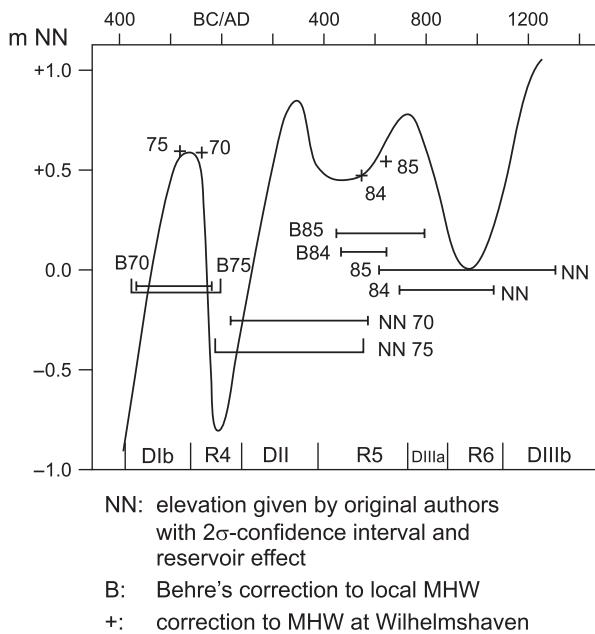 400 BC/AD 400 800 1200
m NN
+1.0
75 70
+0.5
85
84
B85
B84
B70 B75
0.0
85 NN
84 NN
NN 70
NN 75
–0.5
–1.0
DIb R4 DII R5 DIIIa R6 DIIIb
NN: elevation given by original authors
with 2σ-confidence interval and
reservoir effect
B: Behre's correction to local MHW
+: correction to MHW at Wilhelmshaven